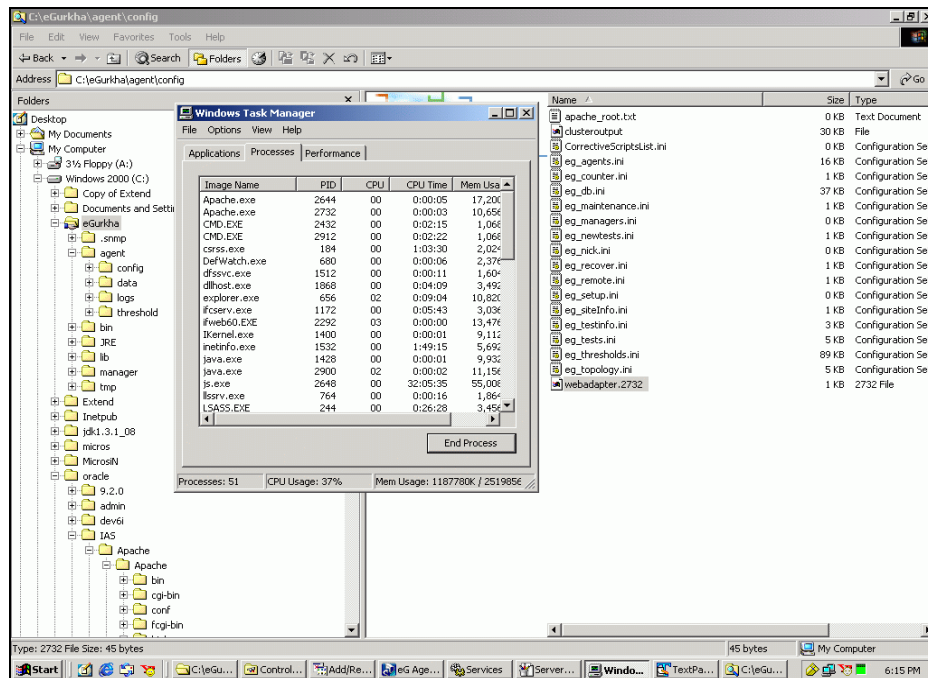 C:\eGurkha\agent\config
File Edit View Favorites Tools Help
Back Search Folders
Address C:\eGurkha\agent\config Go
Folders x
Desktop
My Documents
My Computer
3½ Floppy (A:)
Windows 2000 (C:)
Copy of Extend
Documents and Setti
eGurkha
.snmp
agent
config
data
logs
threshold
bin
JRE
lib
manager
tmp
Extend
Inetpub
jdk1.3.1_08
micros
MicrosiN
oracle
9.2.0
admin
dev6i
IAS
Apache
Apache
bin
cgi-bin
conf
fcgi-bin
Windows Task Manager
File Options View Help
Applications Processes Performance
Image Name PID CPU CPU Time Mem Usa
Apache.exe 2644 00 0:00:05 17,200
Apache.exe 2732 00 0:00:03 10,656
CMD.EXE 2432 00 0:02:15 1,068
CMD.EXE 2912 00 0:02:22 1,068
csrss.exe 184 00 1:03:30 2,024
DefWatch.exe 680 00 0:00:06 2,376
dfssvc.exe 1512 00 0:00:11 1,604
dllhost.exe 1868 00 0:04:09 3,492
explorer.exe 656 02 0:09:04 10,820
ifcserv.exe 1172 00 0:05:43 3,036
ifweb60.EXE 2292 03 0:00:00 13,476
IKernel.exe 1400 00 0:00:01 9,112
inetinfo.exe 1532 00 1:49:15 5,692
java.exe 1428 00 0:00:01 9,932
java.exe 2900 02 0:00:02 11,156
js.exe 2648 00 32:05:35 55,008
llssrv.exe 764 00 0:00:16 1,864
LSASS.EXE 244 00 0:26:28 3,456
End Process
Processes: 51 CPU Usage: 37% Mem Usage: 1187780K / 2519856
Name Size Type
apache_root.txt 0 KB Text Document
clusteroutput 30 KB File
CorrectiveScriptsList.ini 0 KB Configuration Se
eg_agents.ini 16 KB Configuration Se
eg_counter.ini 1 KB Configuration Se
eg_db.ini 37 KB Configuration Se
eg_maintenance.ini 1 KB Configuration Se
eg_managers.ini 0 KB Configuration Se
eg_newtests.ini 1 KB Configuration Se
eg_nick.ini 0 KB Configuration Se
eg_recover.ini 1 KB Configuration Se
eg_remote.ini 1 KB Configuration Se
eg_setup.ini 0 KB Configuration Se
eg_siteInfo.ini 1 KB Configuration Se
eg_testinfo.ini 3 KB Configuration Se
eg_tests.ini 5 KB Configuration Se
eg_thresholds.ini 89 KB Configuration Se
eg_topology.ini 5 KB Configuration Se
webadapter.2732 1 KB 2732 File
Type: 2732 File Size: 45 bytes 45 bytes My Computer
Start C:\eGu... Control... Add/Re... eG Age... Services Server... Windo... TextPa... C:\eGu... 6:15 PM